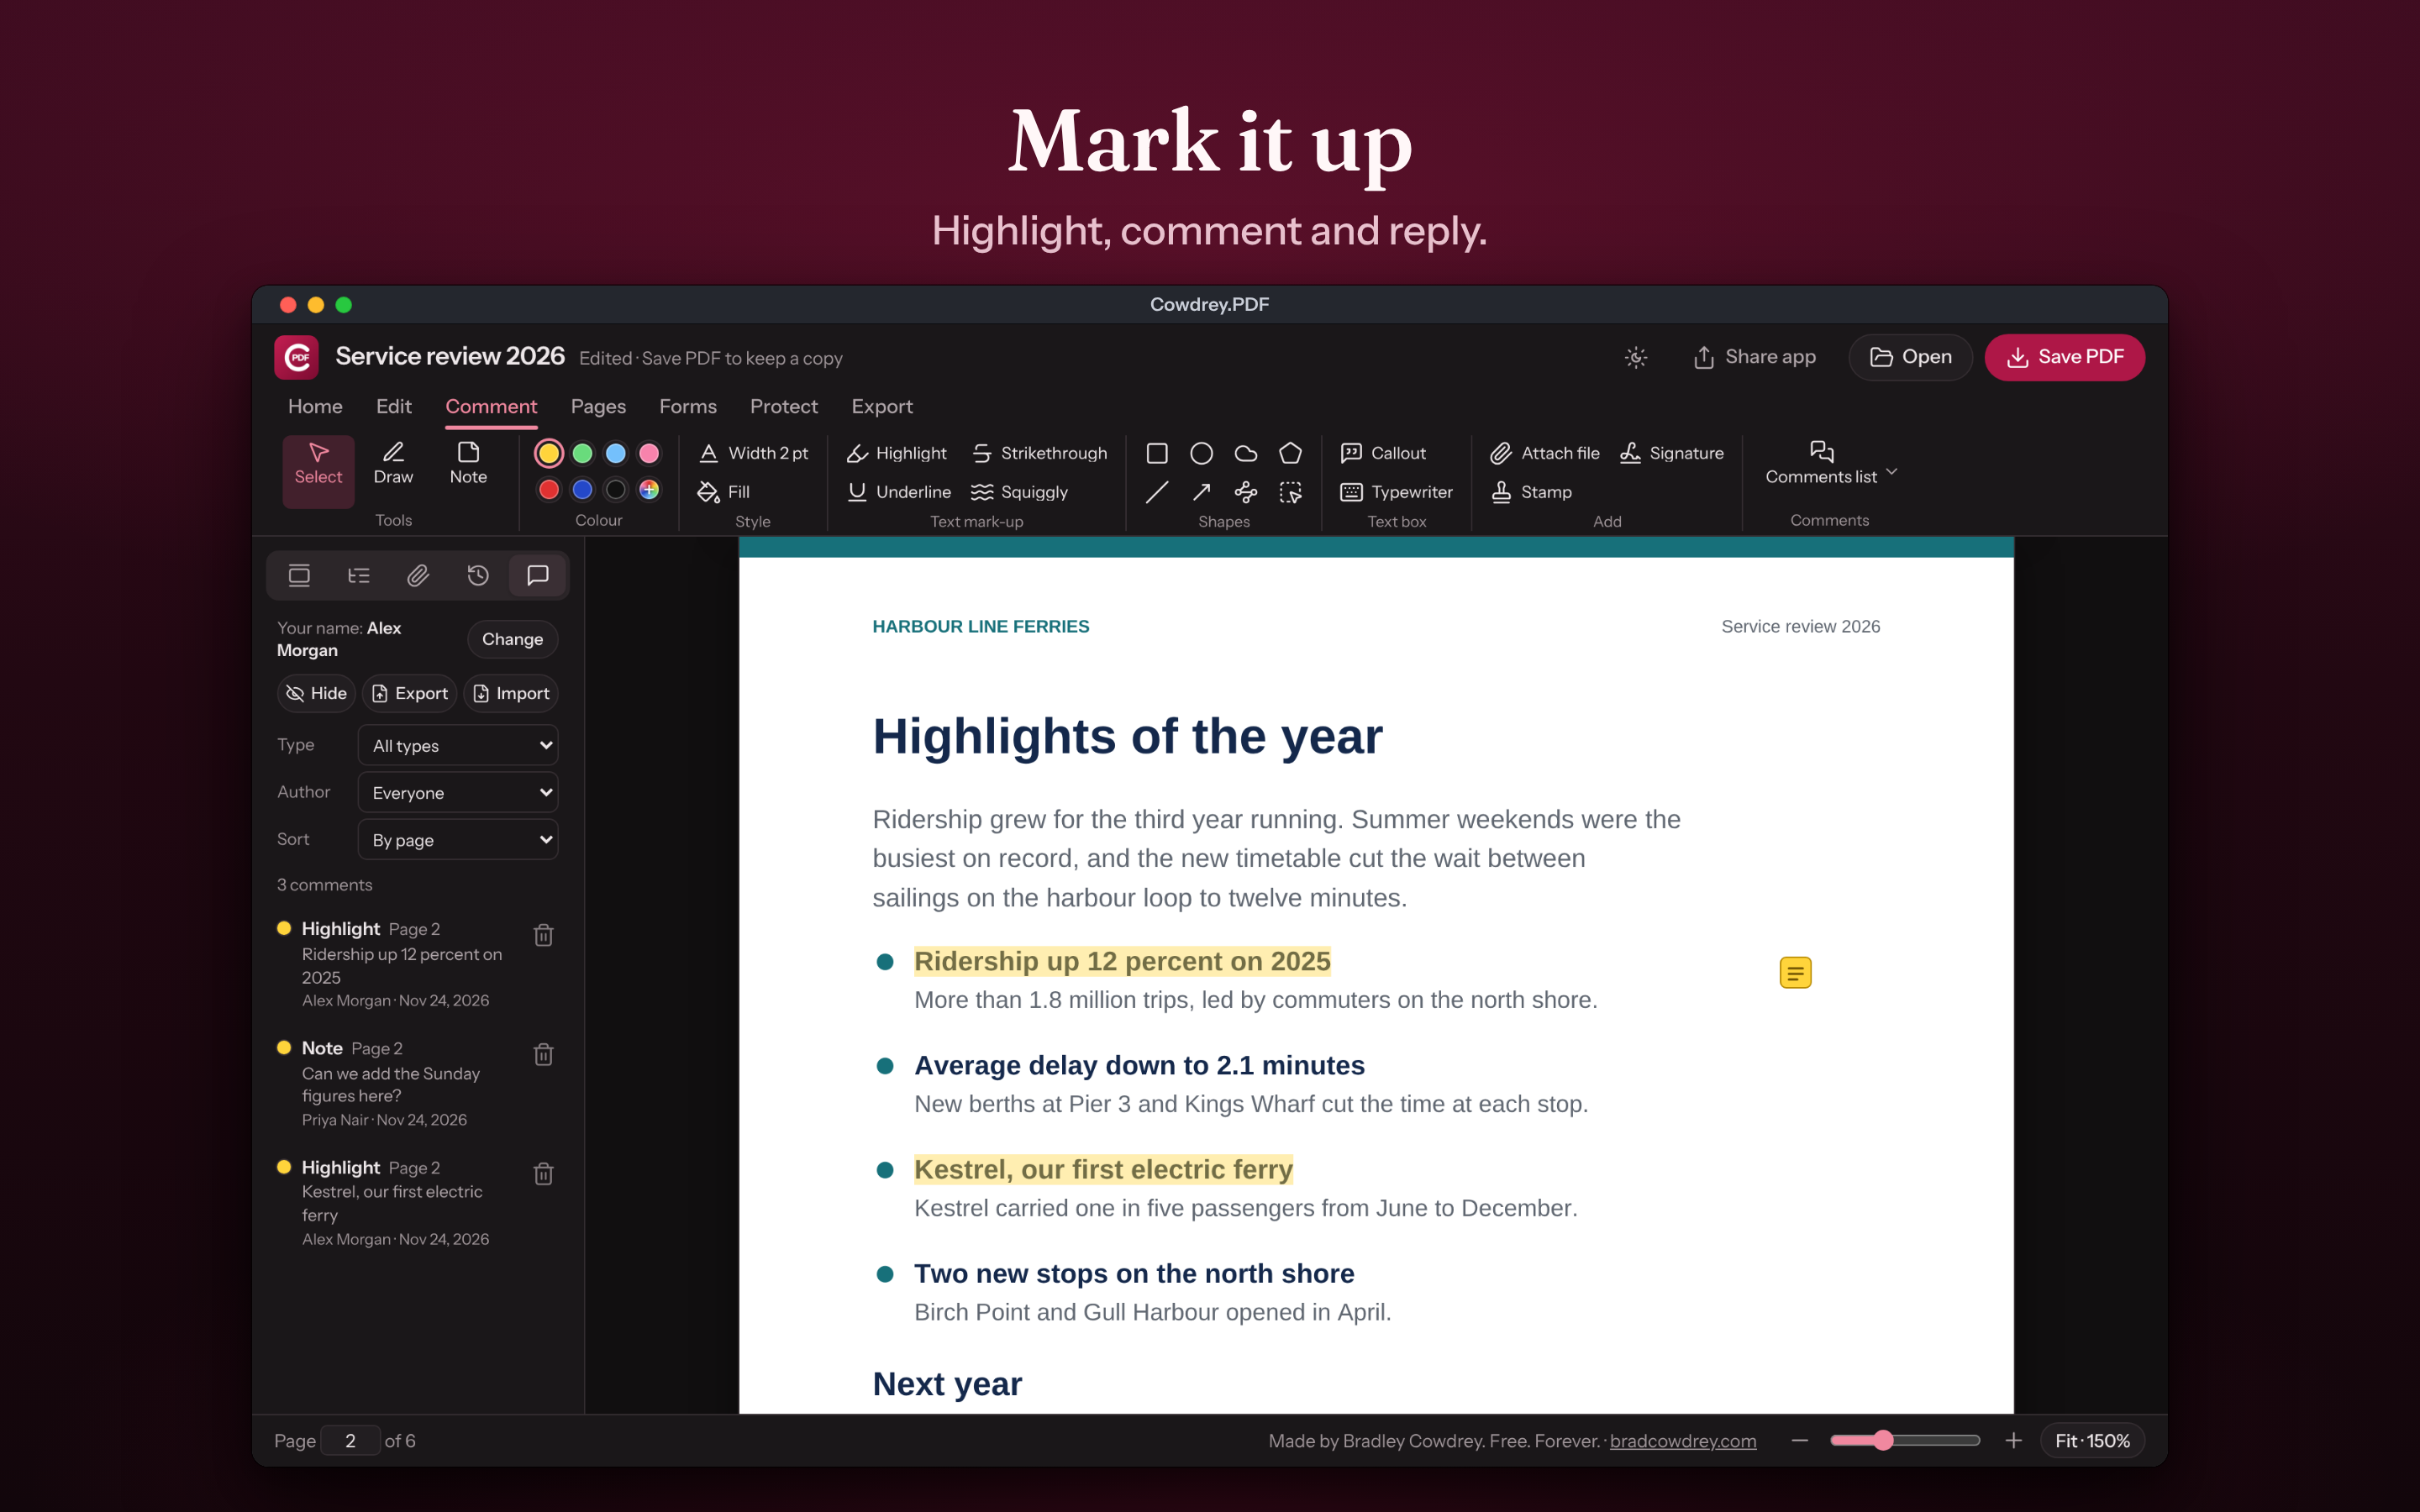 Mark it up
Highlight, comment and reply.
Cowdrey.PDF
C PDF
Service review 2026 Edited · Save PDF to keep a copy
Share app
Open
Save PDF
Home Edit Comment Pages Forms Protect Export
Select
Draw
Note
Tools
Colour
Width 2 pt
Fill
Style
Highlight
Strikethrough
Underline
Squiggly
Text mark-up
Shapes
Callout
Typewriter
Text box
Attach file
Signature
Stamp
Add
Comments list
Comments
Your name: Alex
Morgan
Change
Hide
Export
Import
Type All types
Author Everyone
Sort By page
3 comments
Highlight Page 2
Ridership up 12 percent on
2025
Alex Morgan · Nov 24, 2026
Note Page 2
Can we add the Sunday
figures here?
Priya Nair · Nov 24, 2026
Highlight Page 2
Kestrel, our first electric
ferry
Alex Morgan · Nov 24, 2026
HARBOUR LINE FERRIES
Service review 2026
Highlights of the year
Ridership grew for the third year running. Summer weekends were the
busiest on record, and the new timetable cut the wait between
sailings on the harbour loop to twelve minutes.
Ridership up 12 percent on 2025
More than 1.8 million trips, led by commuters on the north shore.
Average delay down to 2.1 minutes
New berths at Pier 3 and Kings Wharf cut the time at each stop.
Kestrel, our first electric ferry
Kestrel carried one in five passengers from June to December.
Two new stops on the north shore
Birch Point and Gull Harbour opened in April.
Next year
Page 2 of 6
Made by Bradley Cowdrey. Free. Forever. · bradcowdrey.com
Fit · 150%